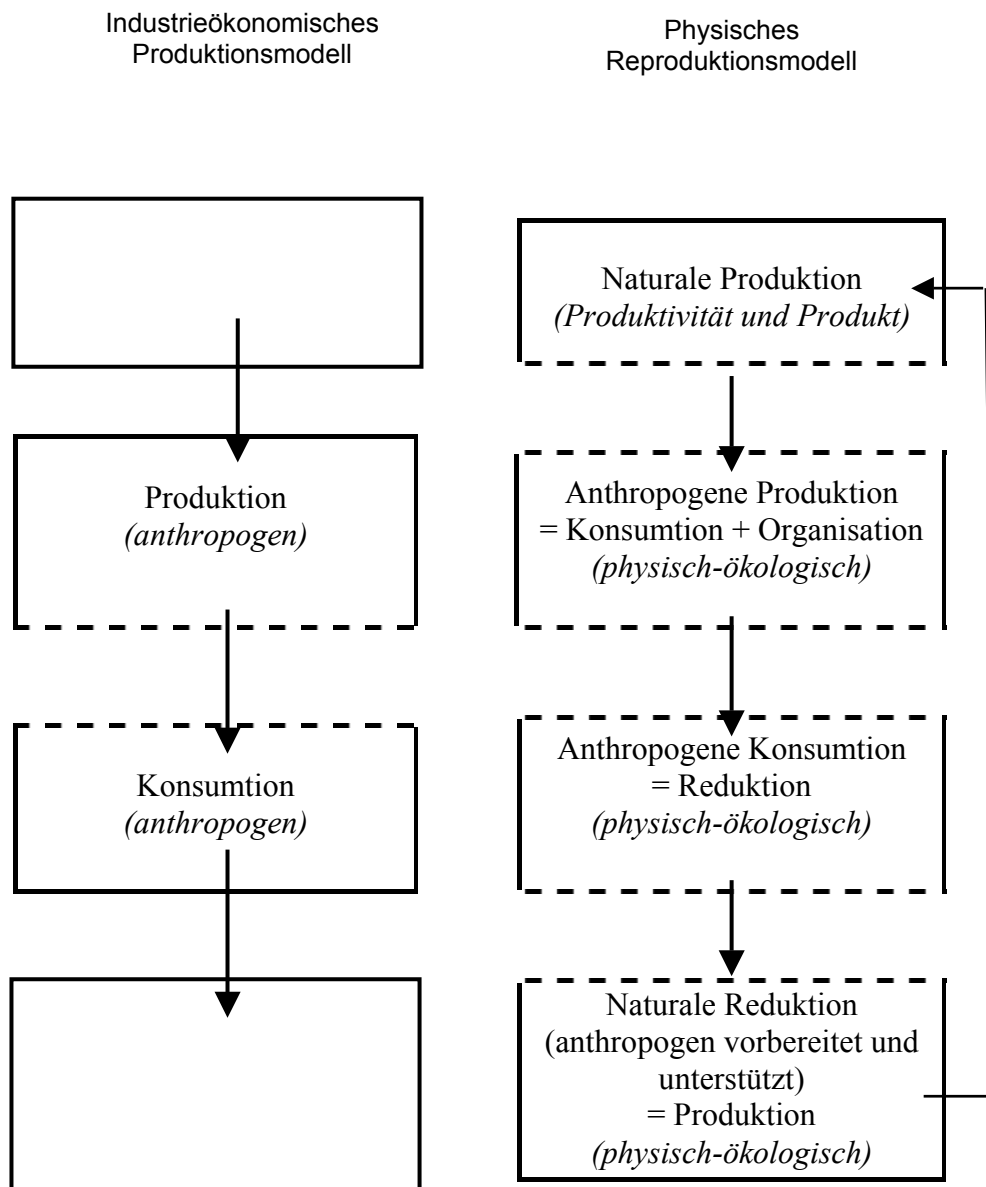 Industrieökonomisches
Produktionsmodell
Physisches
Reproduktionsmodell
Naturale Produktion
(Produktivität und Produkt)
Produktion
(anthropogen)
Anthropogene Produktion
= Konsumtion + Organisation
(physisch-ökologisch)
Konsumtion
(anthropogen)
Anthropogene Konsumtion
= Reduktion
(physisch-ökologisch)
Naturale Reduktion
(anthropogen vorbereitet und
unterstützt)
= Produktion
(physisch-ökologisch)